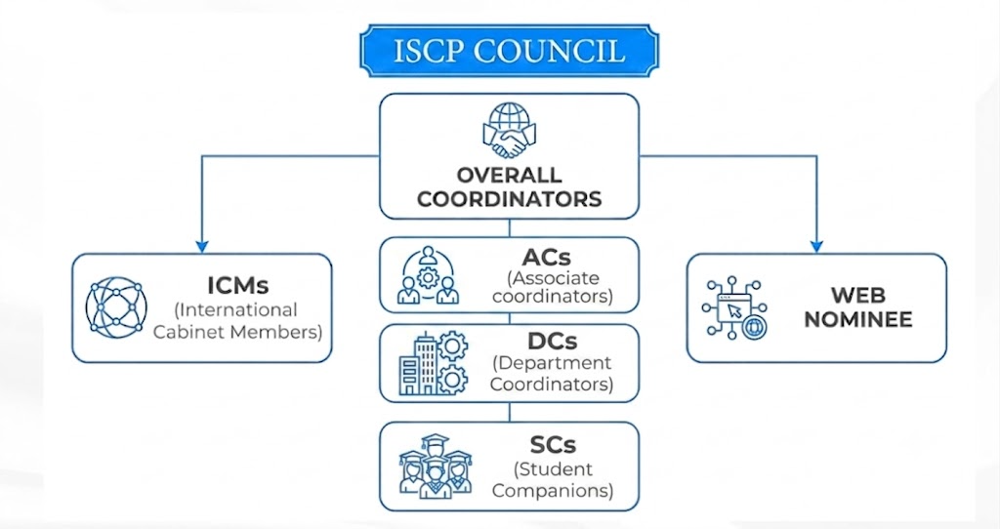 ISCP COUNCIL
OVERALL
COORDINATORS
ICMs
(International
Cabinet Members)
ACs
(Associate
coordinators)
WEB
NOMINEE
DCs
(Department
Coordinators)
SCs
(Student
Companions)